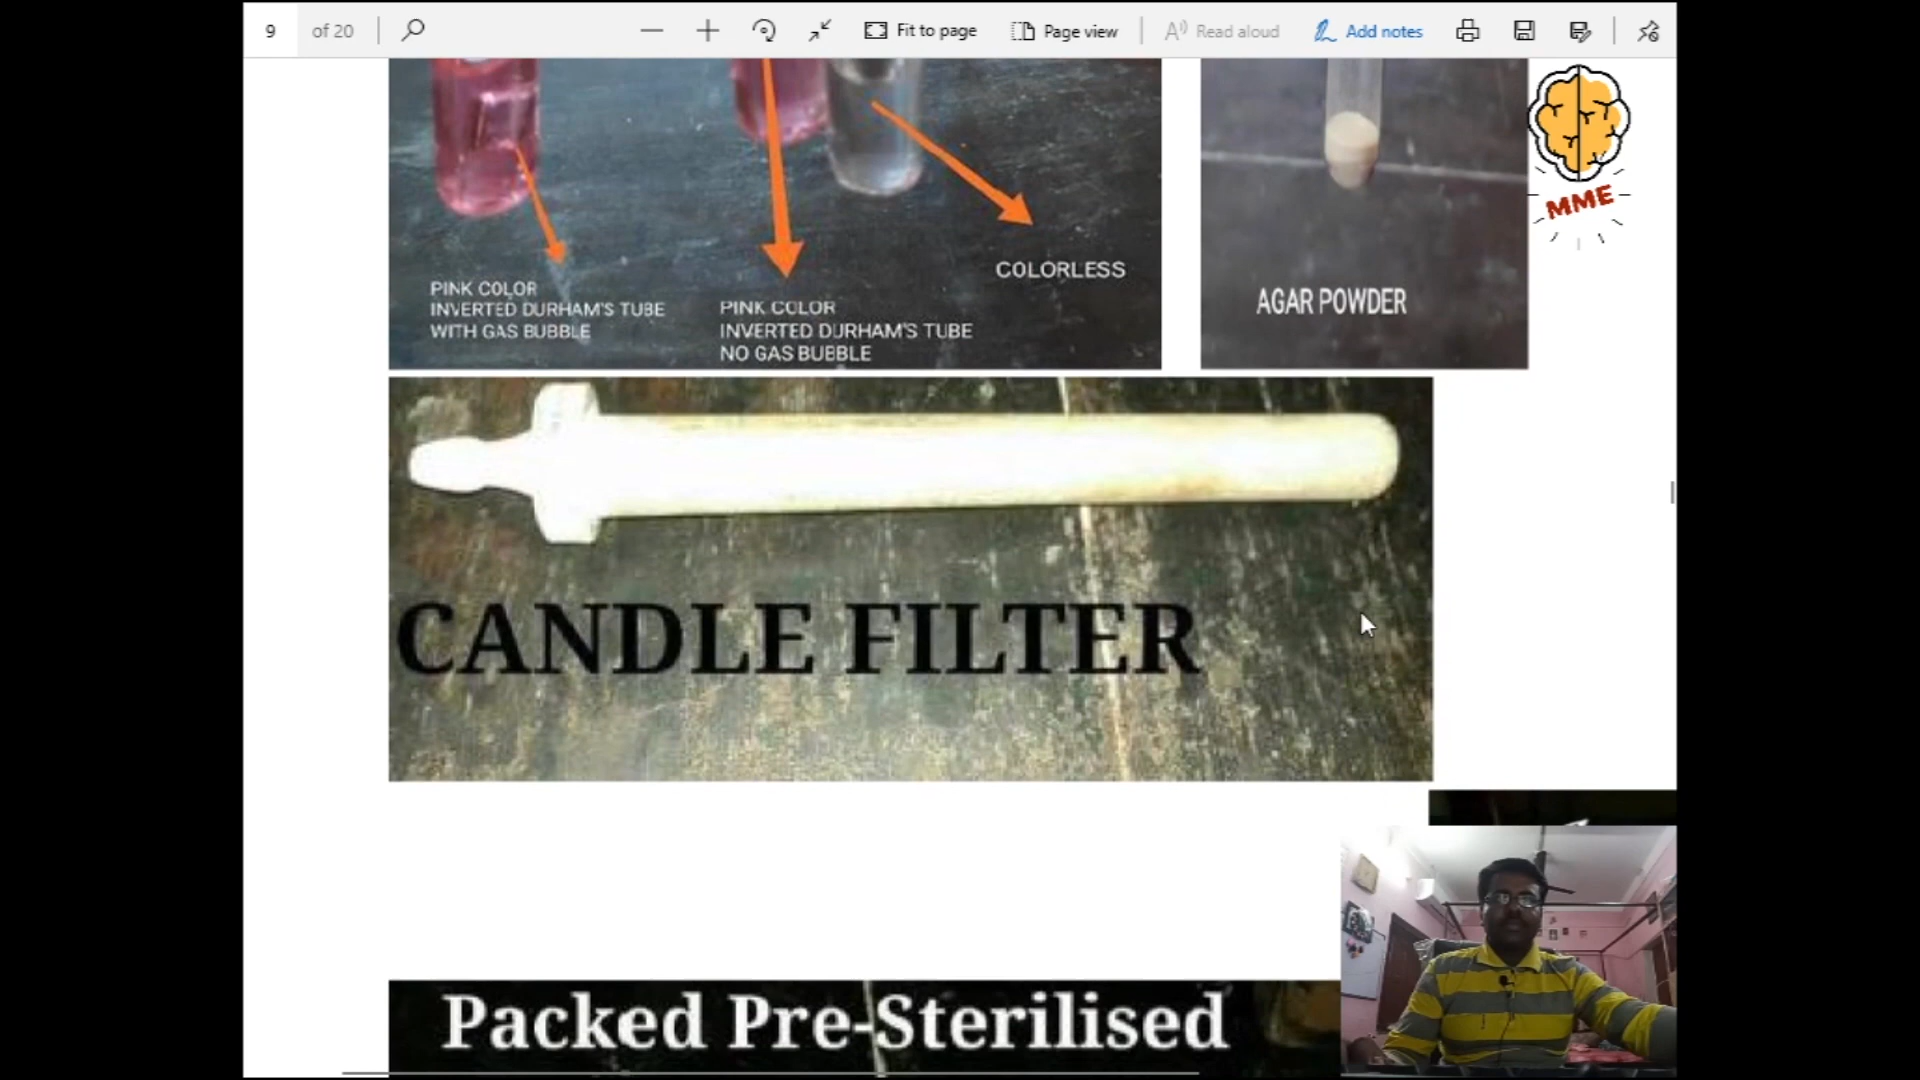 9 of 20
Fit to page
Page view
Read aloud
Add notes
MME
PINK COLOR
INVERTED DURHAM'S TUBE
WITH GAS BUBBLE
PINK COLOR
INVERTED DURHAM'S TUBE
NO GAS BUBBLE
COLORLESS
AGAR POWDER
CANDLE FILTER
Packed Pre-Sterilised